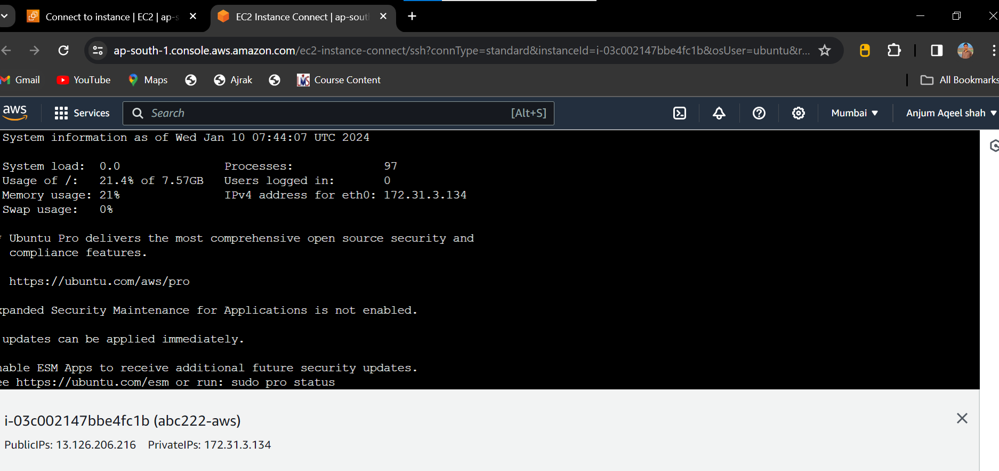 Connect to instance | EC2 | ap-s
EC2 Instance Connect | ap-sout
ap-south-1.console.aws.amazon.com/ec2-instance-connect/ssh?connType=standard&instanceId=i-03c002147bbe4fc1b&osUser=ubuntu&r...
Gmail YouTube Maps Ajrak LMS Course Content All Bookmarks
aws Services Search [Alt+S] Mumbai Anjum Aqeel shah
System information as of Wed Jan 10 07:44:07 UTC 2024
System load: 0.0 Processes: 97
Usage of /: 21.4% of 7.57GB Users logged in: 0
Memory usage: 21% IPv4 address for eth0: 172.31.3.134
Swap usage: 0%
* Ubuntu Pro delivers the most comprehensive open source security and
compliance features.
https://ubuntu.com/aws/pro
xpanded Security Maintenance for Applications is not enabled.
updates can be applied immediately.
nable ESM Apps to receive additional future security updates.
ee https://ubuntu.com/esm or run: sudo pro status
i-03c002147bbe4fc1b (abc222-aws)
PublicIPs: 13.126.206.216 PrivateIPs: 172.31.3.134